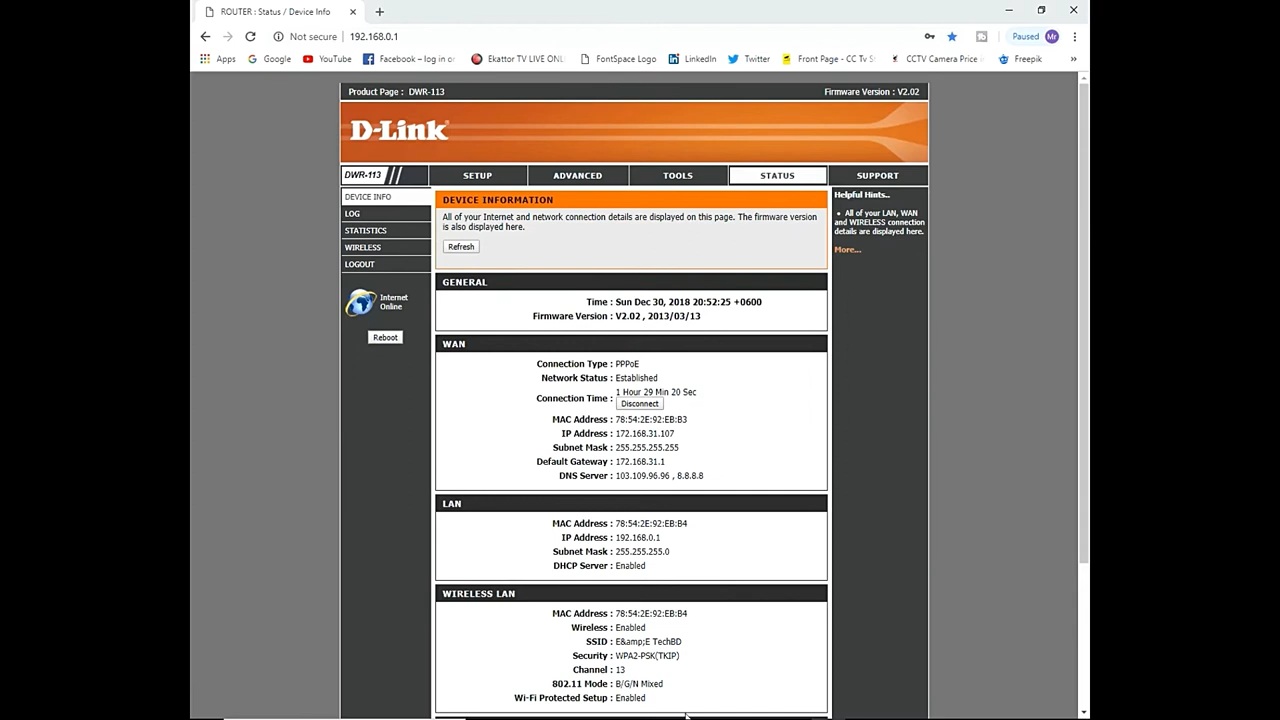 ROUTER : Status / Device Info
Not secure
192.168.0.1
Paused
Mr
Apps
Google
YouTube
Facebook – log in o
Ekattor TV LIVE ONL
FontSpace Logo
LinkedIn
Twitter
Front Page - CC Tv S
CCTV Camera Price i
Freepik
»
Product Page : DWR-113
Firmware Version : V2.02
D-Link
DWR-113
SETUP
ADVANCED
TOOLS
STATUS
SUPPORT
DEVICE INFO
LOG
STATISTICS
WIRELESS
LOGOUT
Internet
Online
Reboot
DEVICE INFORMATION
All of your Internet and network connection details are displayed on this page. The firmware version
is also displayed here.
Refresh
GENERAL
Time : Sun Dec 30, 2018 20:52:25 +0600
Firmware Version : V2.02 , 2013/03/13
WAN
Connection Type : PPPoE
Network Status : Established
1 Hour 29 Min 20 Sec
Connection Time :
Disconnect
MAC Address : 78:54:2E:92:EB:B3
IP Address : 172.168.31.107
Subnet Mask : 255.255.255.255
Default Gateway : 172.168.31.1
DNS Server : 103.109.96.96 , 8.8.8.8
LAN
MAC Address : 78:54:2E:92:EB:B4
IP Address : 192.168.0.1
Subnet Mask : 255.255.255.0
DHCP Server : Enabled
WIRELESS LAN
MAC Address : 78:54:2E:92:EB:B4
Wireless : Enabled
SSID : E&amp;E TechBD
Security : WPA2-PSK(TKIP)
Channel : 13
802.11 Mode : B/G/N Mixed
Wi-Fi Protected Setup : Enabled
Helpful Hints..
• All of your LAN, WAN
and WIRELESS connection
details are displayed here.
More...